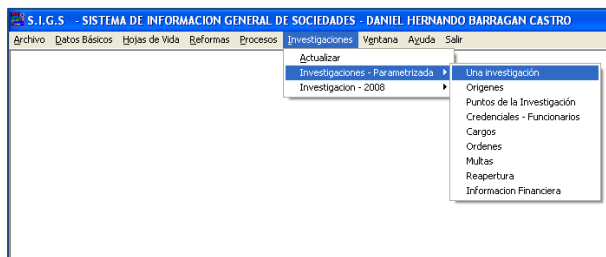 S.I.G.S - SISTEMA DE INFORMACION GENERAL DE SOCIEDADES - DANIEL HERNANDO BARRAGAN CASTRO
Archivo Datos Básicos Hojas de Vida Reformas Procesos Investigaciones Ventana Ayuda Salir
Actualizar
Investigaciones - Parametrizada
Investigacion - 2008
Una investigación
Origenes
Puntos de la Investigación
Credenciales - Funcionarios
Cargos
Ordenes
Multas
Reapertura
Informacion Financiera